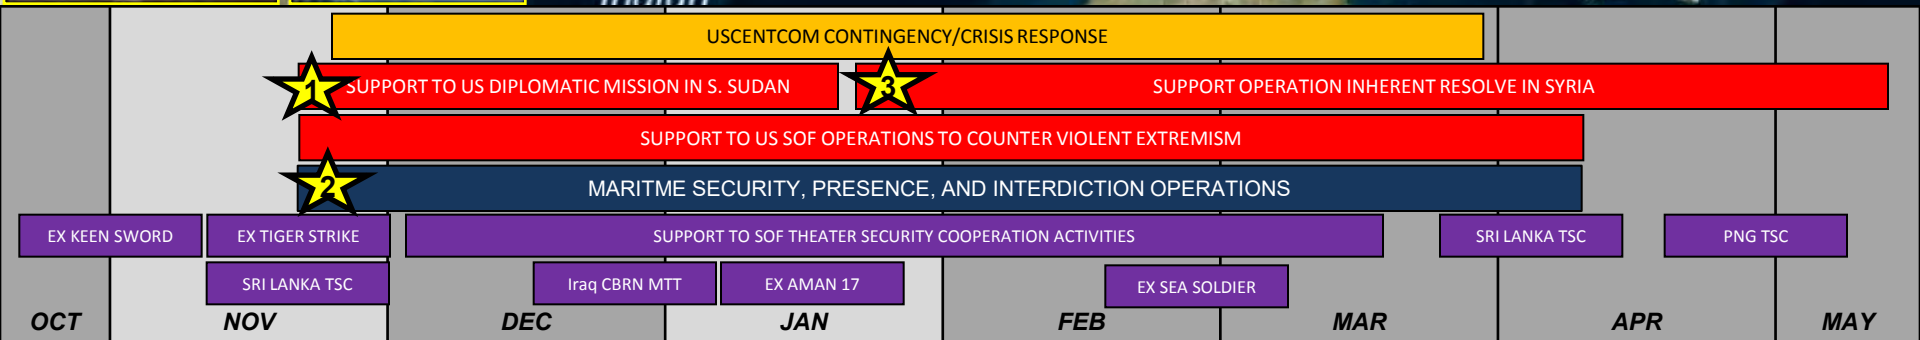 USCENTCOM CONTINGENCY/CRISIS RESPONSE
1 SUPPORT TO US DIPLOMATIC MISSION IN S. SUDAN
3 SUPPORT OPERATION INHERENT RESOLVE IN SYRIA
SUPPORT TO US SOF OPERATIONS TO COUNTER VIOLENT EXTREMISM
2 MARITME SECURITY, PRESENCE, AND INTERDICTION OPERATIONS
EX KEEN SWORD
EX TIGER STRIKE
SUPPORT TO SOF THEATER SECURITY COOPERATION ACTIVITIES
SRI LANKA TSC
PNG TSC
SRI LANKA TSC
Iraq CBRN MTT
EX AMAN 17
EX SEA SOLDIER
OCT NOV DEC JAN FEB MAR APR MAY